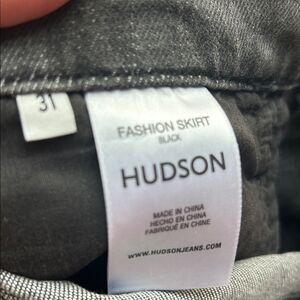 31
FASHION SKIRT
BLACK
HUDSON
MADE IN CHINA
HECHO EN CHINA
FABRIQUÉ EN CHINE
WWW.HUDSONJEANS.COM